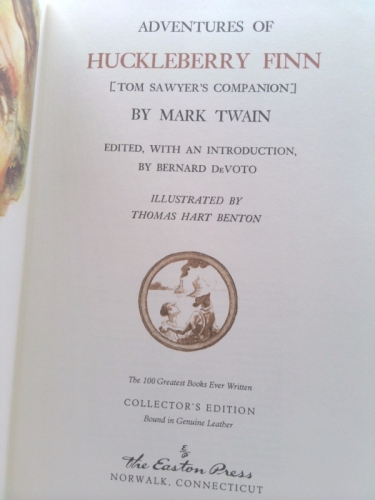 ADVENTURES OF
HUCKLEBERRY FINN
[TOM SAWYER'S COMPANION]
BY MARK TWAIN
EDITED, WITH AN INTRODUCTION,
BY BERNARD DeVOTO
ILLUSTRATED BY
THOMAS HART BENTON
The 100 Greatest Books Ever Written
COLLECTOR'S EDITION
Bound in Genuine Leather
E
P
The Easton Press
NORWALK, CONNECTICUT